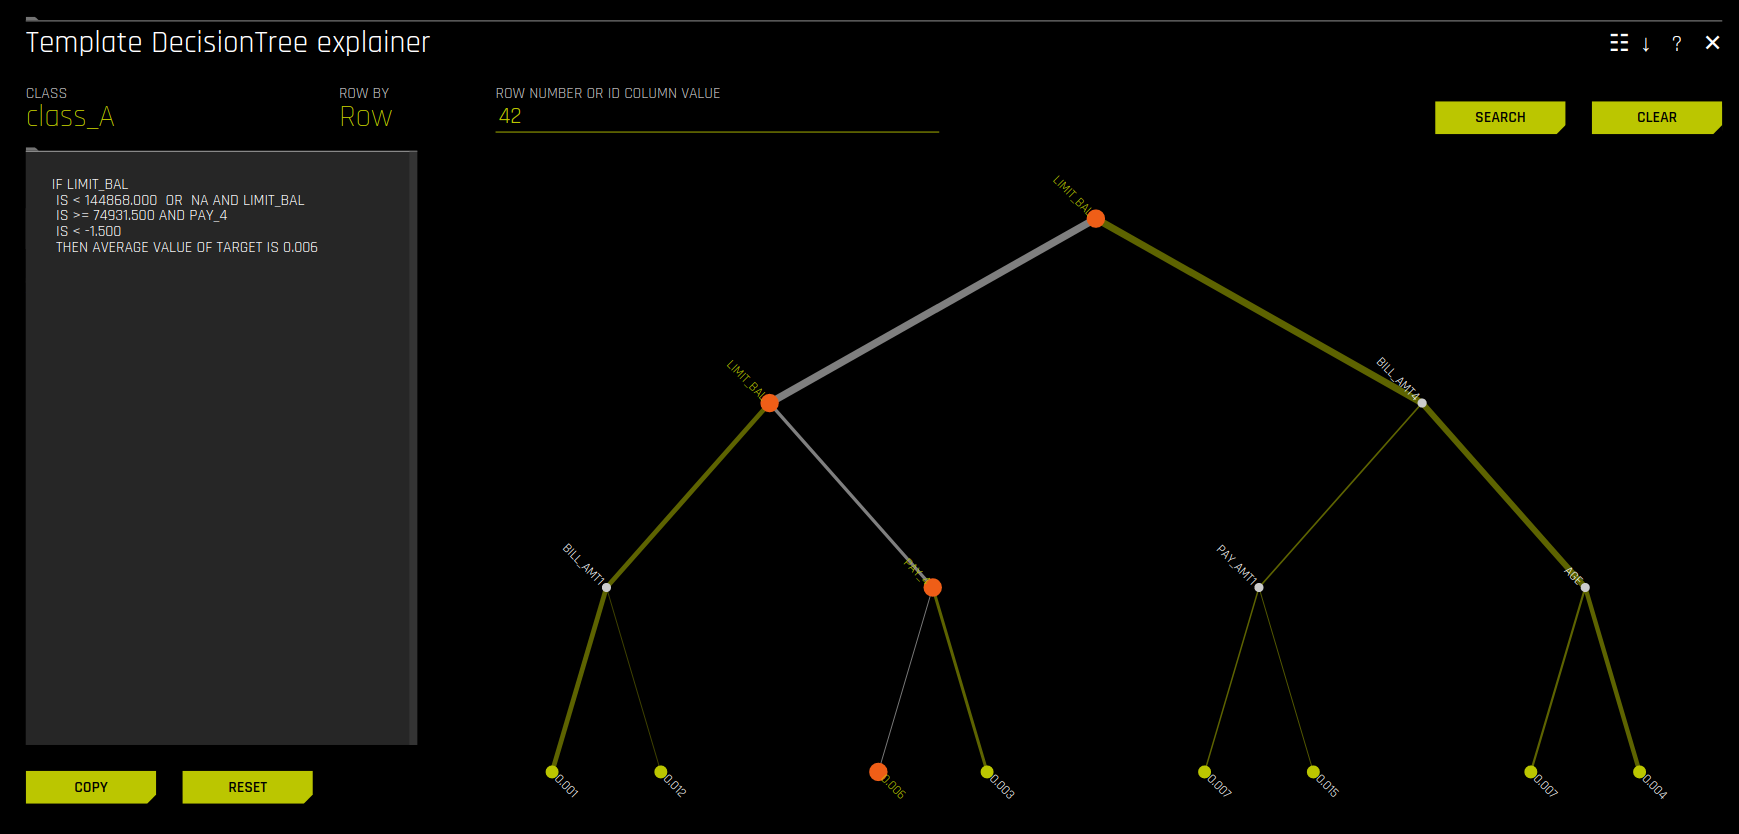 Template DecisionTree explainer
↓ ? ✕
CLASS ROW BY ROW NUMBER OR ID COLUMN VALUE
class_A Row 42
SEARCH CLEAR
IF LIMIT_BAL
IS < 144868.000 OR NA AND LIMIT_BAL
IS >= 74931.500 AND PAY_4
IS < -1.500
THEN AVERAGE VALUE OF TARGET IS 0.006
LIMIT_BAL
LIMIT_BAL
BILL_AMT4
BILL_AMT1
PAY_4
PAY_AMT1
AGE
0.001
0.012
0.006
0.003
0.007
0.015
0.007
0.004
COPY RESET